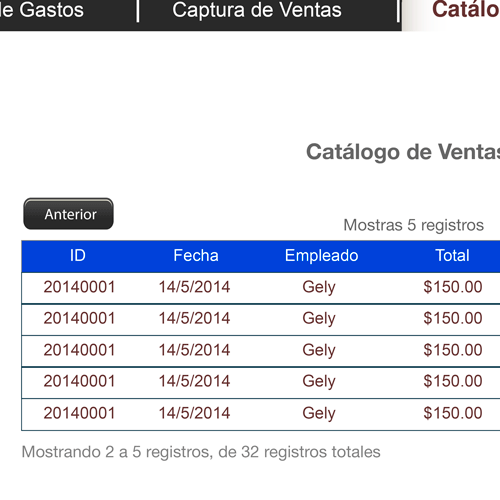 de Gastos | Captura de Ventas | Catálo
Catálogo de Ventas
Anterior
Mostras 5 registros
ID Fecha Empleado Total
20140001 14/5/2014 Gely $150.00
20140001 14/5/2014 Gely $150.00
20140001 14/5/2014 Gely $150.00
20140001 14/5/2014 Gely $150.00
20140001 14/5/2014 Gely $150.00
Mostrando 2 a 5 registros, de 32 registros totales